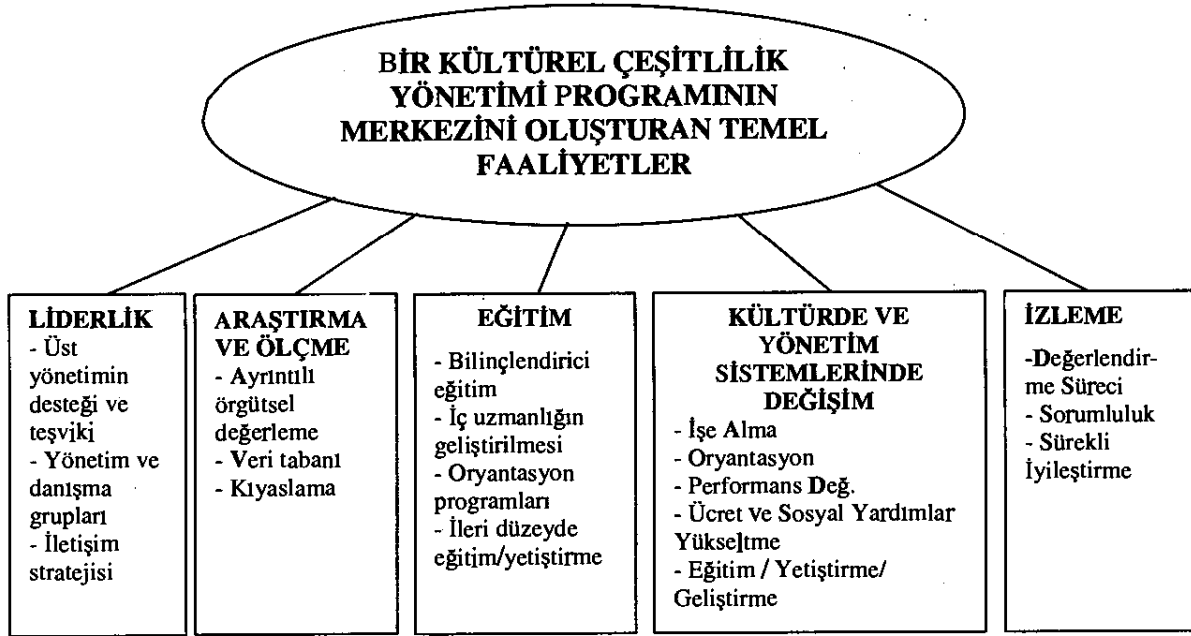 BİR KÜLTÜREL ÇEŞİTLİLİK
YÖNETİMİ PROGRAMININ
MERKEZİNİ OLUŞTURAN TEMEL
FAALİYETLER
LİDERLİK
- Üst
yönetimin
desteği ve
teşviki
- Yönetim ve
danışma
grupları
- İletişim
stratejisi
ARAŞTIRMA
VE ÖLÇME
- Ayrıntılı
örgütsel
değerleme
- Veri tabanı
- Kıyaslama
EĞİTİM
- Bilinçlendirici
eğitim
- İç uzmanlığın
geliştirilmesi
- Oryantasyon
programları
- İleri düzeyde
eğitim/yetiştirme
KÜLTÜRDE VE
YÖNETİM
SİSTEMLERİNDE
DEĞİŞİM
- İşe Alma
- Oryantasyon
- Performans Değ.
- Ücret ve Sosyal Yardımlar
Yükseltme
- Eğitim / Yetiştirme/
Geliştirme
İZLEME
-Değerlendir-
me Süreci
- Sorumluluk
- Sürekli
İyileştirme